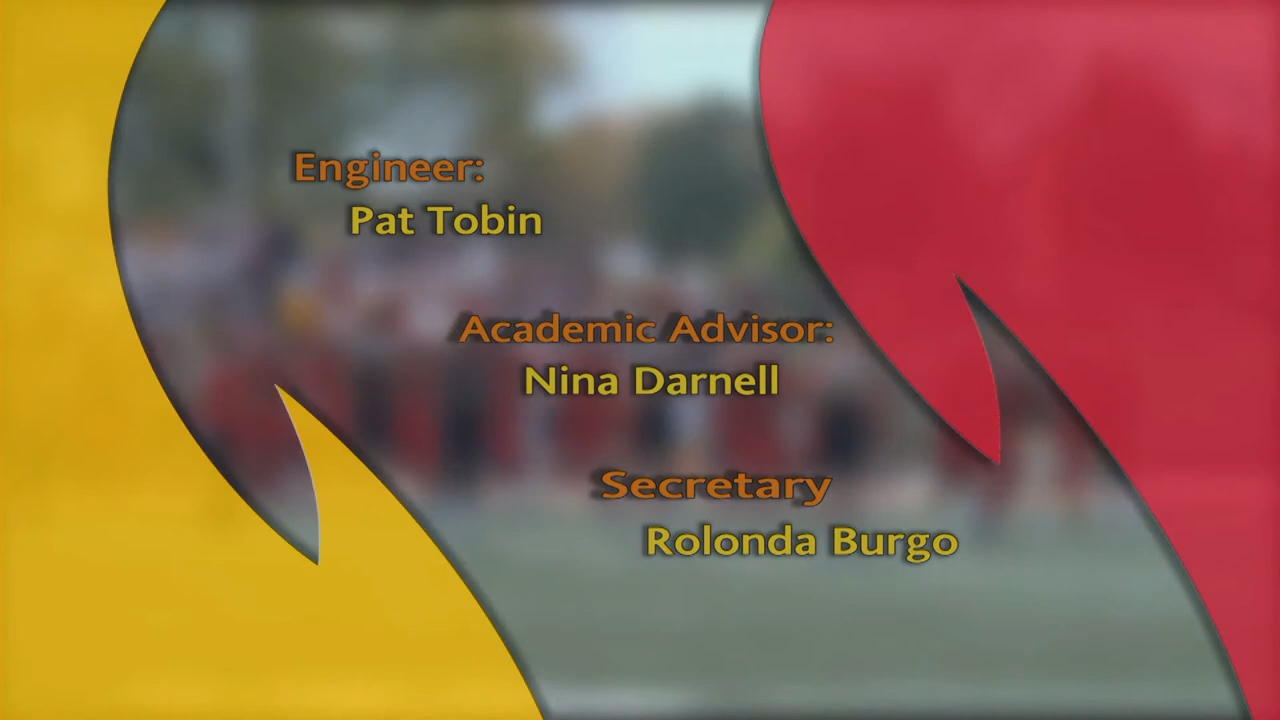 Engineer:
Pat Tobin
Academic Advisor:
Nina Darnell
Secretary
Rolonda Burgo